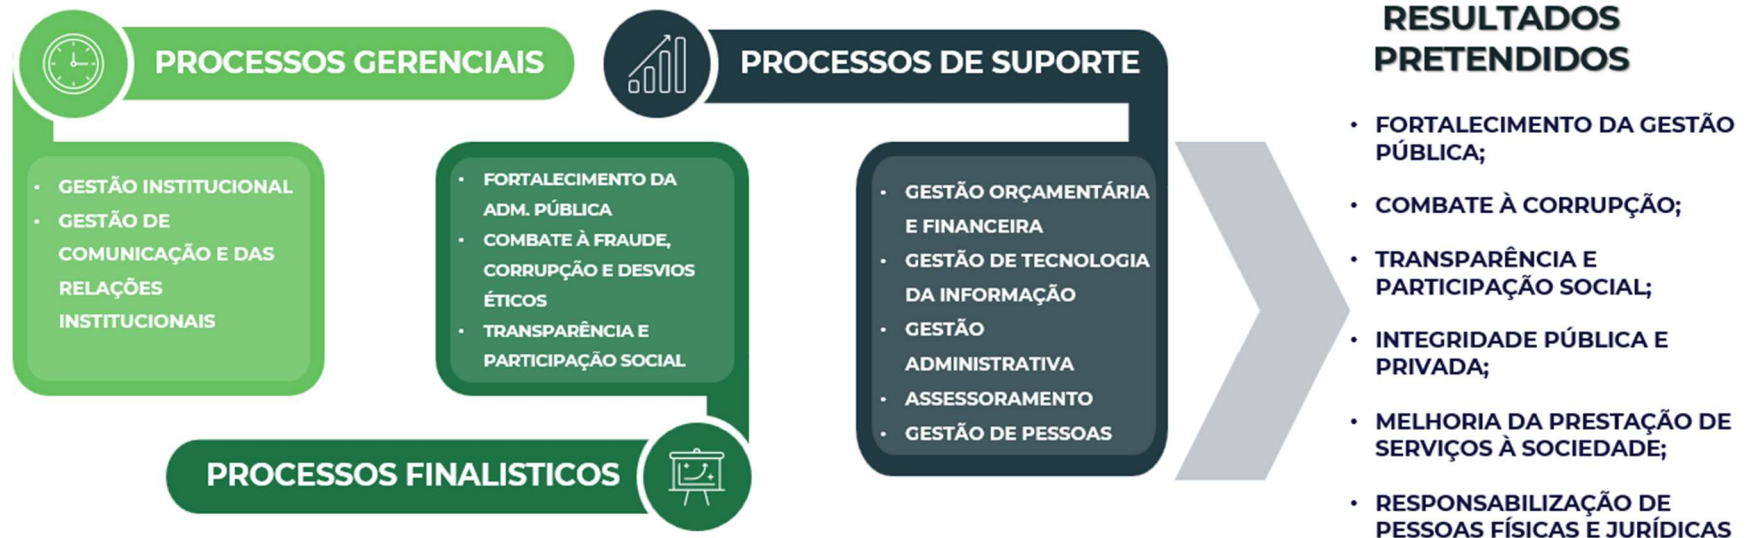 PROCESSOS GERENCIAIS
• GESTÃO INSTITUCIONAL
• GESTÃO DE
COMUNICAÇÃO E DAS
RELAÇÕES
INSTITUCIONAIS
• FORTALECIMENTO DA
ADM. PÚBLICA
• COMBATE À FRAUDE,
CORRUPÇÃO E DESVIOS
ÉTICOS
• TRANSPARÊNCIA E
PARTICIPAÇÃO SOCIAL
PROCESSOS FINALISTICOS
PROCESSOS DE SUPORTE
• GESTÃO ORÇAMENTÁRIA
E FINANCEIRA
• GESTÃO DE TECNOLOGIA
DA INFORMAÇÃO
• GESTÃO
ADMINISTRATIVA
• ASSESSORAMENTO
• GESTÃO DE PESSOAS
RESULTADOS
PRETENDIDOS
• FORTALECIMENTO DA GESTÃO
PÚBLICA;
• COMBATE À CORRUPÇÃO;
• TRANSPARÊNCIA E
PARTICIPAÇÃO SOCIAL;
• INTEGRIDADE PÚBLICA E
PRIVADA;
• MELHORIA DA PRESTAÇÃO DE
SERVIÇOS À SOCIEDADE;
• RESPONSABILIZAÇÃO DE
PESSOAS FÍSICAS E JURÍDICAS